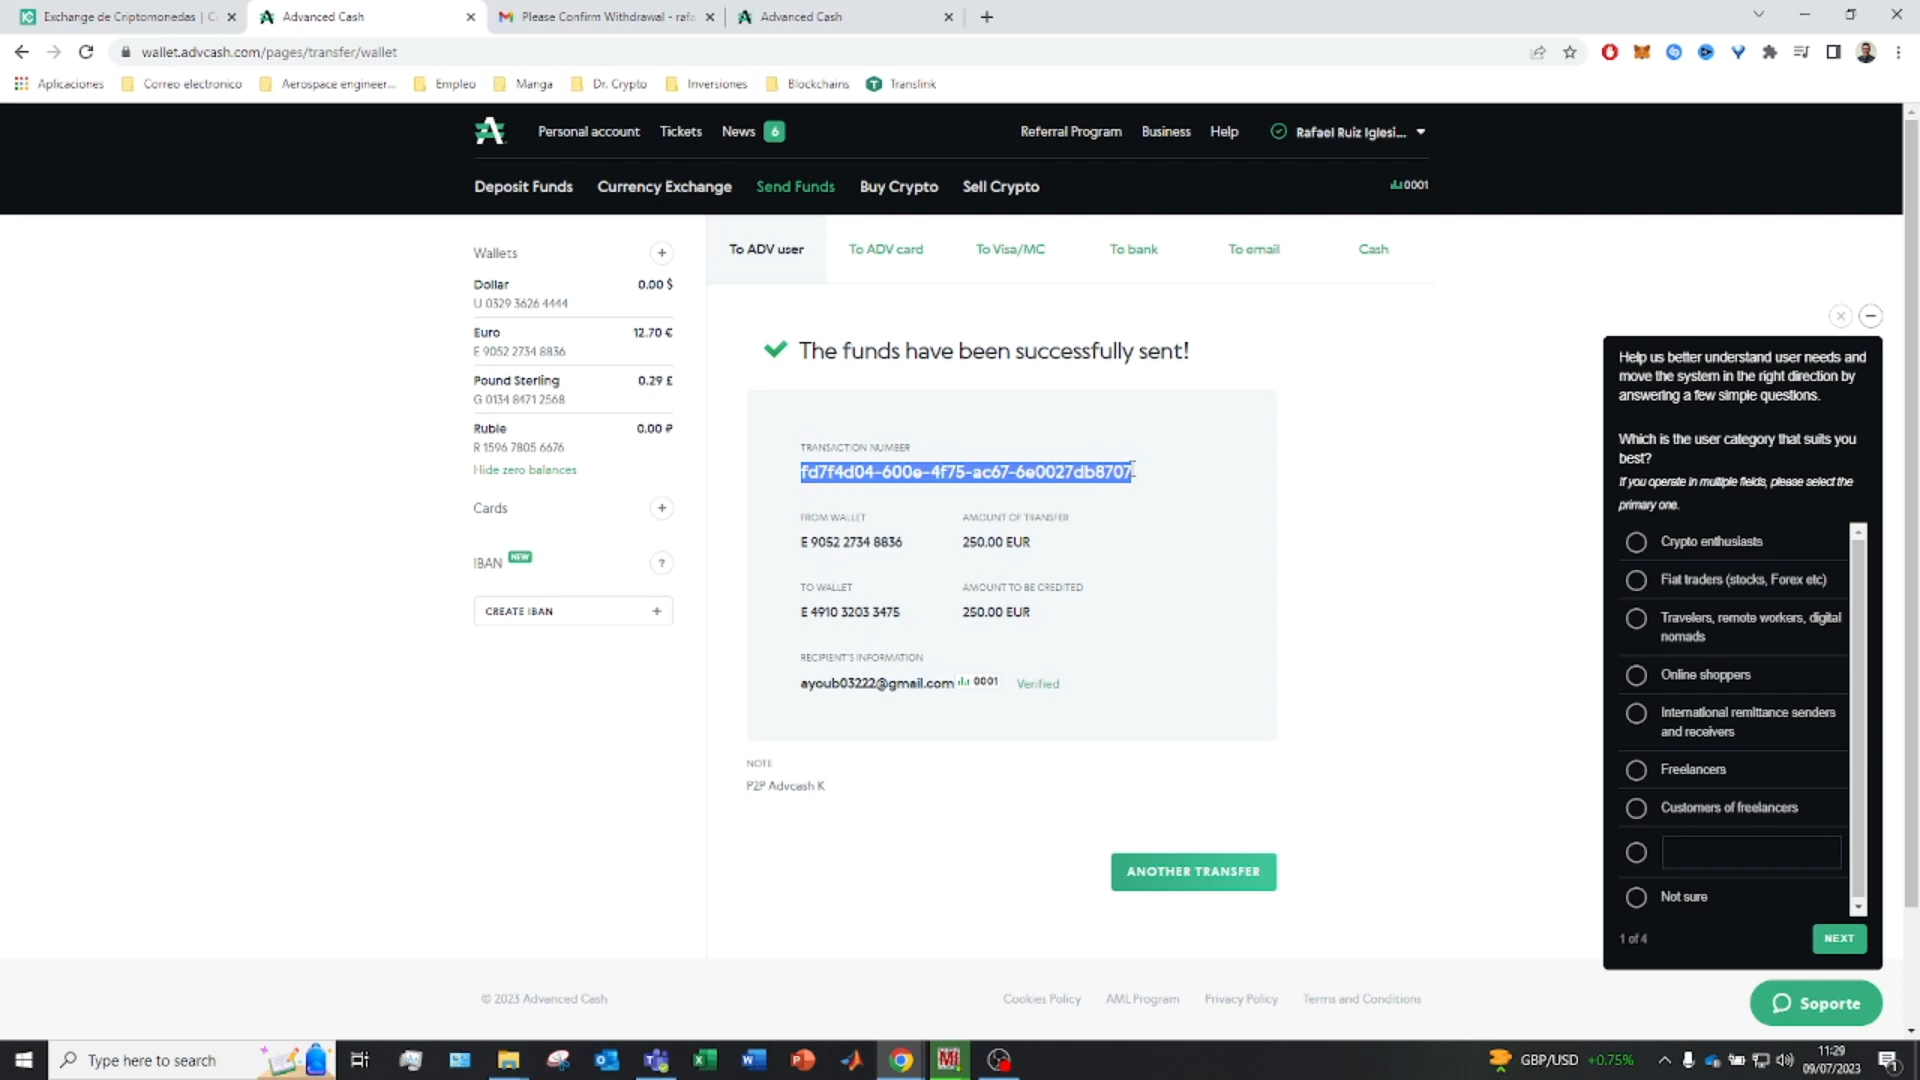 Exchange de Criptomonedas | C
Advanced Cash
Please Confirm Withdrawal - rafa
Advanced Cash
wallet.advcash.com/pages/transfer/wallet
Aplicaciones
Correo electronico
Aerospace engineer...
Empleo
Manga
Dr. Crypto
Inversiones
Blockchains
Translink
Personal account
Tickets
News 6
Referral Program
Business
Help
Rafael Ruiz Iglesi...
Deposit Funds
Currency Exchange
Send Funds
Buy Crypto
Sell Crypto
0001
Wallets
Dollar 0.00 $
U 0329 3626 4444
Euro 12.70 €
E 9052 2734 8836
Pound Sterling 0.29 £
G 0134 8471 2568
Ruble 0.00 ₽
R 1596 7805 6676
Hide zero balances
Cards
IBAN NEW
?
CREATE IBAN +
To ADV user
To ADV card
To Visa/MC
To bank
To email
Cash
The funds have been successfully sent!
TRANSACTION NUMBER
fd7f4d04-600e-4f75-ac67-6e0027db8707
FROM WALLET
AMOUNT OF TRANSFER
E 9052 2734 8836
250.00 EUR
TO WALLET
AMOUNT TO BE CREDITED
E 4910 3203 3475
250.00 EUR
RECIPIENT'S INFORMATION
ayoub03222@gmail.com 0001 Verified
NOTE
P2P Advcash K
ANOTHER TRANSFER
Help us better understand user needs and
move the system in the right direction by
answering a few simple questions.
Which is the user category that suits you
best?
If you operate in multiple fields, please select the
primary one.
Crypto enthusiasts
Fiat traders (stocks, Forex etc)
Travelers, remote workers, digital
nomads
Online shoppers
International remittance senders
and receivers
Freelancers
Customers of freelancers
Not sure
1 of 4
NEXT
© 2023 Advanced Cash
Cookies Policy
AML Program
Privacy Policy
Terms and Conditions
Soporte
Type here to search
GBP/USD +0.75%
11:29
09/07/2023
1